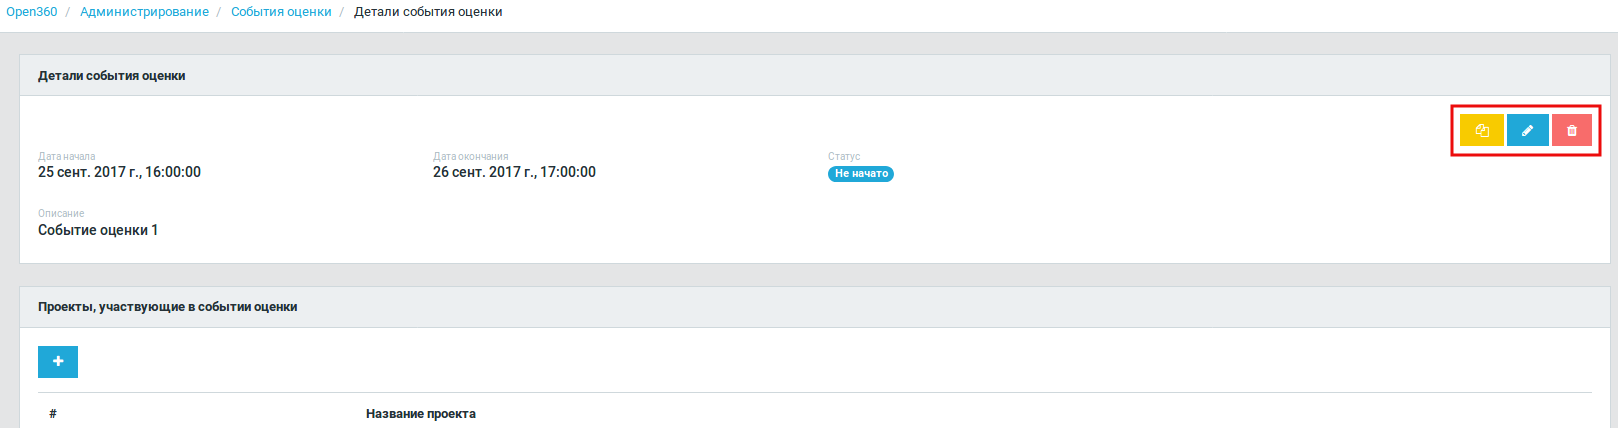 Open360 / Администрирование / События оценки / Детали события оценки
Детали события оценки
Дата начала Дата окончания Статус
25 сент. 2017 г., 16:00:00 26 сент. 2017 г., 17:00:00 Не начато
Описание
Событие оценки 1
Проекты, участвующие в событии оценки
# Название проекта